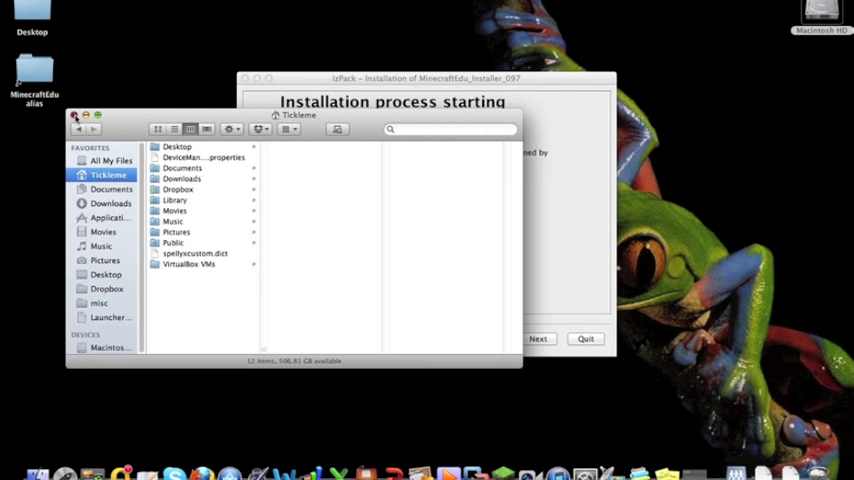 Desktop
Macintosh HD
MinecraftEdu
alias
IzPack - Installation of MinecraftEdu_Installer_097
Installation process starting
Tickleme
ned by
FAVORITES
All My Files
Tickleme
Documents
Downloads
Applicati...
Movies
Music
Pictures
Desktop
Dropbox
misc
Launcher...
DEVICES
Macintos...
Desktop
DeviceMan....properties
Documents
Downloads
Dropbox
Library
Movies
Music
Pictures
Public
spellyxcustom.dict
VirtualBox VMs
12 items, 506.81 GB available
Next
Quit